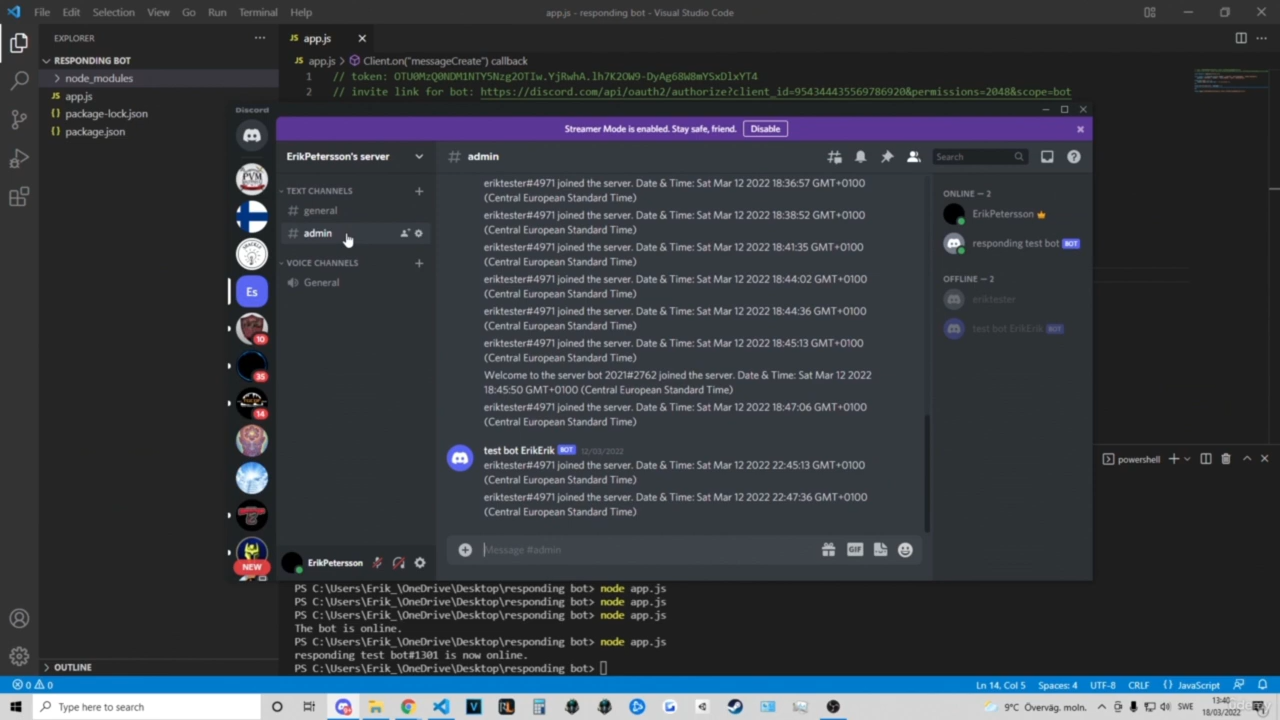 File Edit Selection View Go Run Terminal Help
app.js - responding bot - Visual Studio Code
EXPLORER
RESPONDING BOT
node_modules
app.js
package-lock.json
package.json
OUTLINE
app.js
app.js > Client.on("messageCreate") callback
1 // token: OTU0MzQ0NDM1NTY5Nzg2OTIw.YjRwhA.lh7K2OW9-DyAg68W8mYSxDlxYT4
2 // invite link for bot: https://discord.com/api/oauth2/authorize?client_id=954344435569786920&permissions=2048&scope=bot
Discord
Streamer Mode is enabled. Stay safe, friend. Disable
Es
10
35
14
NEW
ErikPetersson's server
TEXT CHANNELS
# general
# admin
VOICE CHANNELS
General
ErikPetersson
# admin
Search
eriktester#4971 joined the server. Date & Time: Sat Mar 12 2022 18:36:57 GMT+0100
(Central European Standard Time)
eriktester#4971 joined the server. Date & Time: Sat Mar 12 2022 18:38:52 GMT+0100
(Central European Standard Time)
eriktester#4971 joined the server. Date & Time: Sat Mar 12 2022 18:41:35 GMT+0100
(Central European Standard Time)
eriktester#4971 joined the server. Date & Time: Sat Mar 12 2022 18:44:02 GMT+0100
(Central European Standard Time)
eriktester#4971 joined the server. Date & Time: Sat Mar 12 2022 18:44:36 GMT+0100
(Central European Standard Time)
eriktester#4971 joined the server. Date & Time: Sat Mar 12 2022 18:45:13 GMT+0100
(Central European Standard Time)
Welcome to the server bot 2021#2762 joined the server. Date & Time: Sat Mar 12 2022
18:45:50 GMT+0100 (Central European Standard Time)
eriktester#4971 joined the server. Date & Time: Sat Mar 12 2022 18:47:06 GMT+0100
(Central European Standard Time)
test bot ErikErik BOT 12/03/2022
eriktester#4971 joined the server. Date & Time: Sat Mar 12 2022 22:45:13 GMT+0100
(Central European Standard Time)
eriktester#4971 joined the server. Date & Time: Sat Mar 12 2022 22:47:36 GMT+0100
(Central European Standard Time)
Message #admin
GIF
ONLINE — 2
ErikPetersson
responding test bot BOT
OFFLINE — 2
eriktester
test bot ErikErik BOT
powershell
PS C:\Users\Erik_\OneDrive\Desktop\responding bot> node app.js
PS C:\Users\Erik_\OneDrive\Desktop\responding bot> node app.js
PS C:\Users\Erik_\OneDrive\Desktop\responding bot> node app.js
The bot is online.
PS C:\Users\Erik_\OneDrive\Desktop\responding bot> node app.js
responding test bot#1301 is now online.
PS C:\Users\Erik_\OneDrive\Desktop\responding bot>
0 0
Ln 14, Col 5 Spaces: 4 UTF-8 CRLF {} JavaScript
Type here to search
9°C Överväg. moln. SWE
13:40
18/03/2022